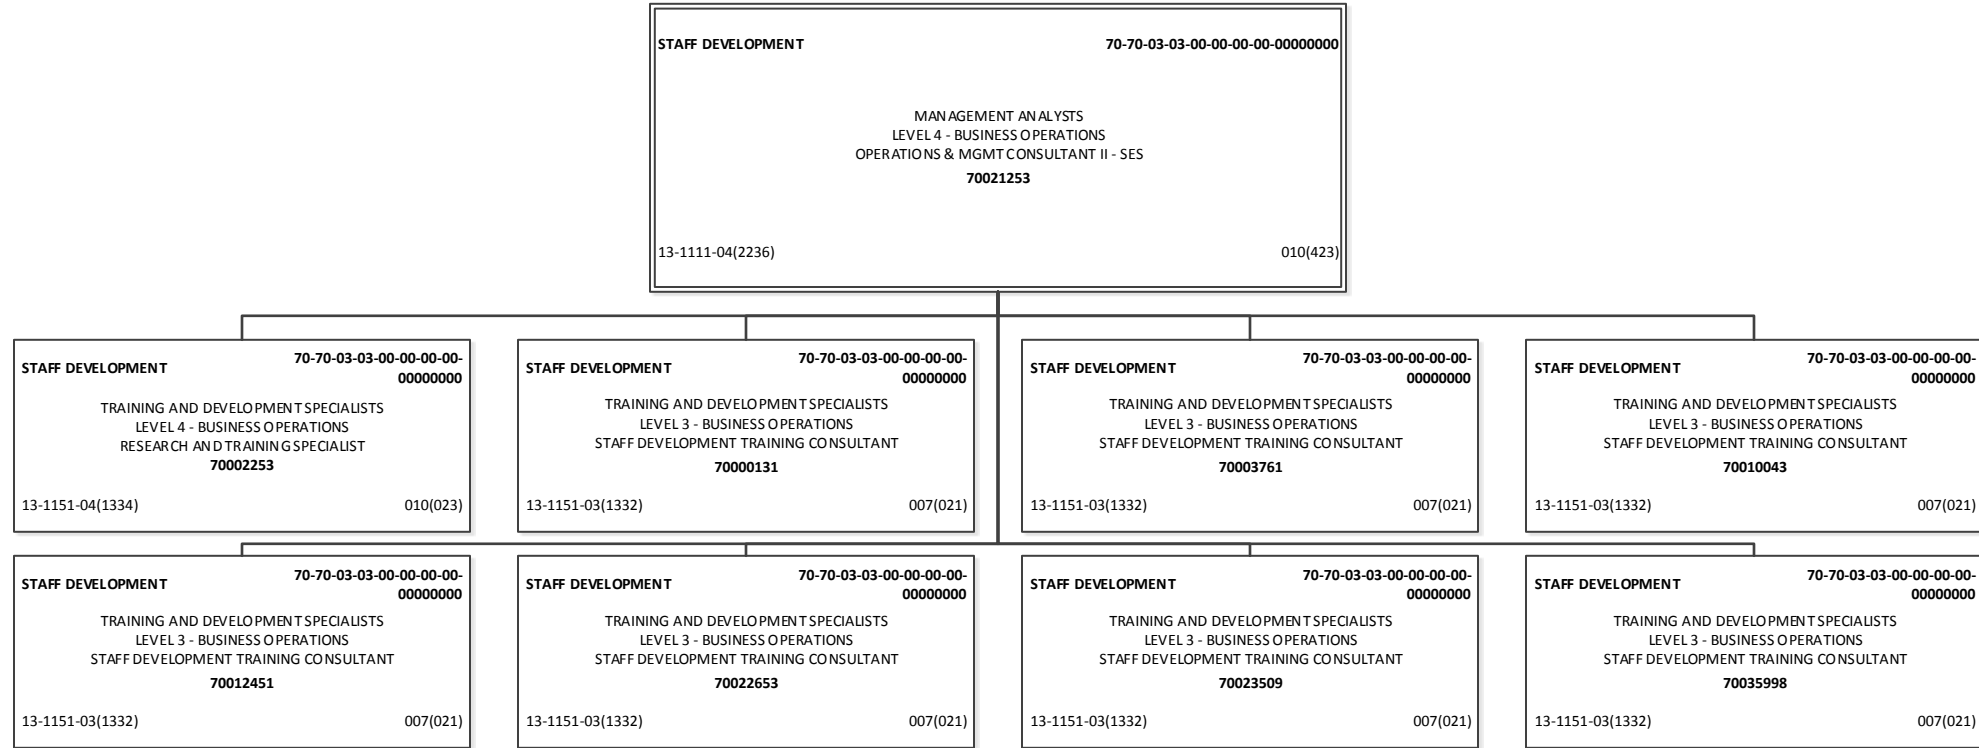 STAFF DEVELOPMENT 70-70-03-03-00-00-00-00-00000000
MANAGEMENT ANALYSTS
LEVEL 4 - BUSINESS OPERATIONS
OPERATIONS & MGMT CONSULTANT II - SES
70021253
13-1111-04(2236) 010(423)
STAFF DEVELOPMENT 70-70-03-03-00-00-00-00-
00000000
TRAINING AND DEVELOPMENT SPECIALISTS
LEVEL 4 - BUSINESS OPERATIONS
RESEARCH AND TRAINING SPECIALIST
70002253
13-1151-04(1334) 010(023)
STAFF DEVELOPMENT 70-70-03-03-00-00-00-00-
00000000
TRAINING AND DEVELOPMENT SPECIALISTS
LEVEL 3 - BUSINESS OPERATIONS
STAFF DEVELOPMENT TRAINING CONSULTANT
70000131
13-1151-03(1332) 007(021)
STAFF DEVELOPMENT 70-70-03-03-00-00-00-00-
00000000
TRAINING AND DEVELOPMENT SPECIALISTS
LEVEL 3 - BUSINESS OPERATIONS
STAFF DEVELOPMENT TRAINING CONSULTANT
70003761
13-1151-03(1332) 007(021)
STAFF DEVELOPMENT 70-70-03-03-00-00-00-00-
00000000
TRAINING AND DEVELOPMENT SPECIALISTS
LEVEL 3 - BUSINESS OPERATIONS
STAFF DEVELOPMENT TRAINING CONSULTANT
70010043
13-1151-03(1332) 007(021)
STAFF DEVELOPMENT 70-70-03-03-00-00-00-00-
00000000
TRAINING AND DEVELOPMENT SPECIALISTS
LEVEL 3 - BUSINESS OPERATIONS
STAFF DEVELOPMENT TRAINING CONSULTANT
70012451
13-1151-03(1332) 007(021)
STAFF DEVELOPMENT 70-70-03-03-00-00-00-00-
00000000
TRAINING AND DEVELOPMENT SPECIALISTS
LEVEL 3 - BUSINESS OPERATIONS
STAFF DEVELOPMENT TRAINING CONSULTANT
70022653
13-1151-03(1332) 007(021)
STAFF DEVELOPMENT 70-70-03-03-00-00-00-00-
00000000
TRAINING AND DEVELOPMENT SPECIALISTS
LEVEL 3 - BUSINESS OPERATIONS
STAFF DEVELOPMENT TRAINING CONSULTANT
70023509
13-1151-03(1332) 007(021)
STAFF DEVELOPMENT 70-70-03-03-00-00-00-00-
00000000
TRAINING AND DEVELOPMENT SPECIALISTS
LEVEL 3 - BUSINESS OPERATIONS
STAFF DEVELOPMENT TRAINING CONSULTANT
70035998
13-1151-03(1332) 007(021)